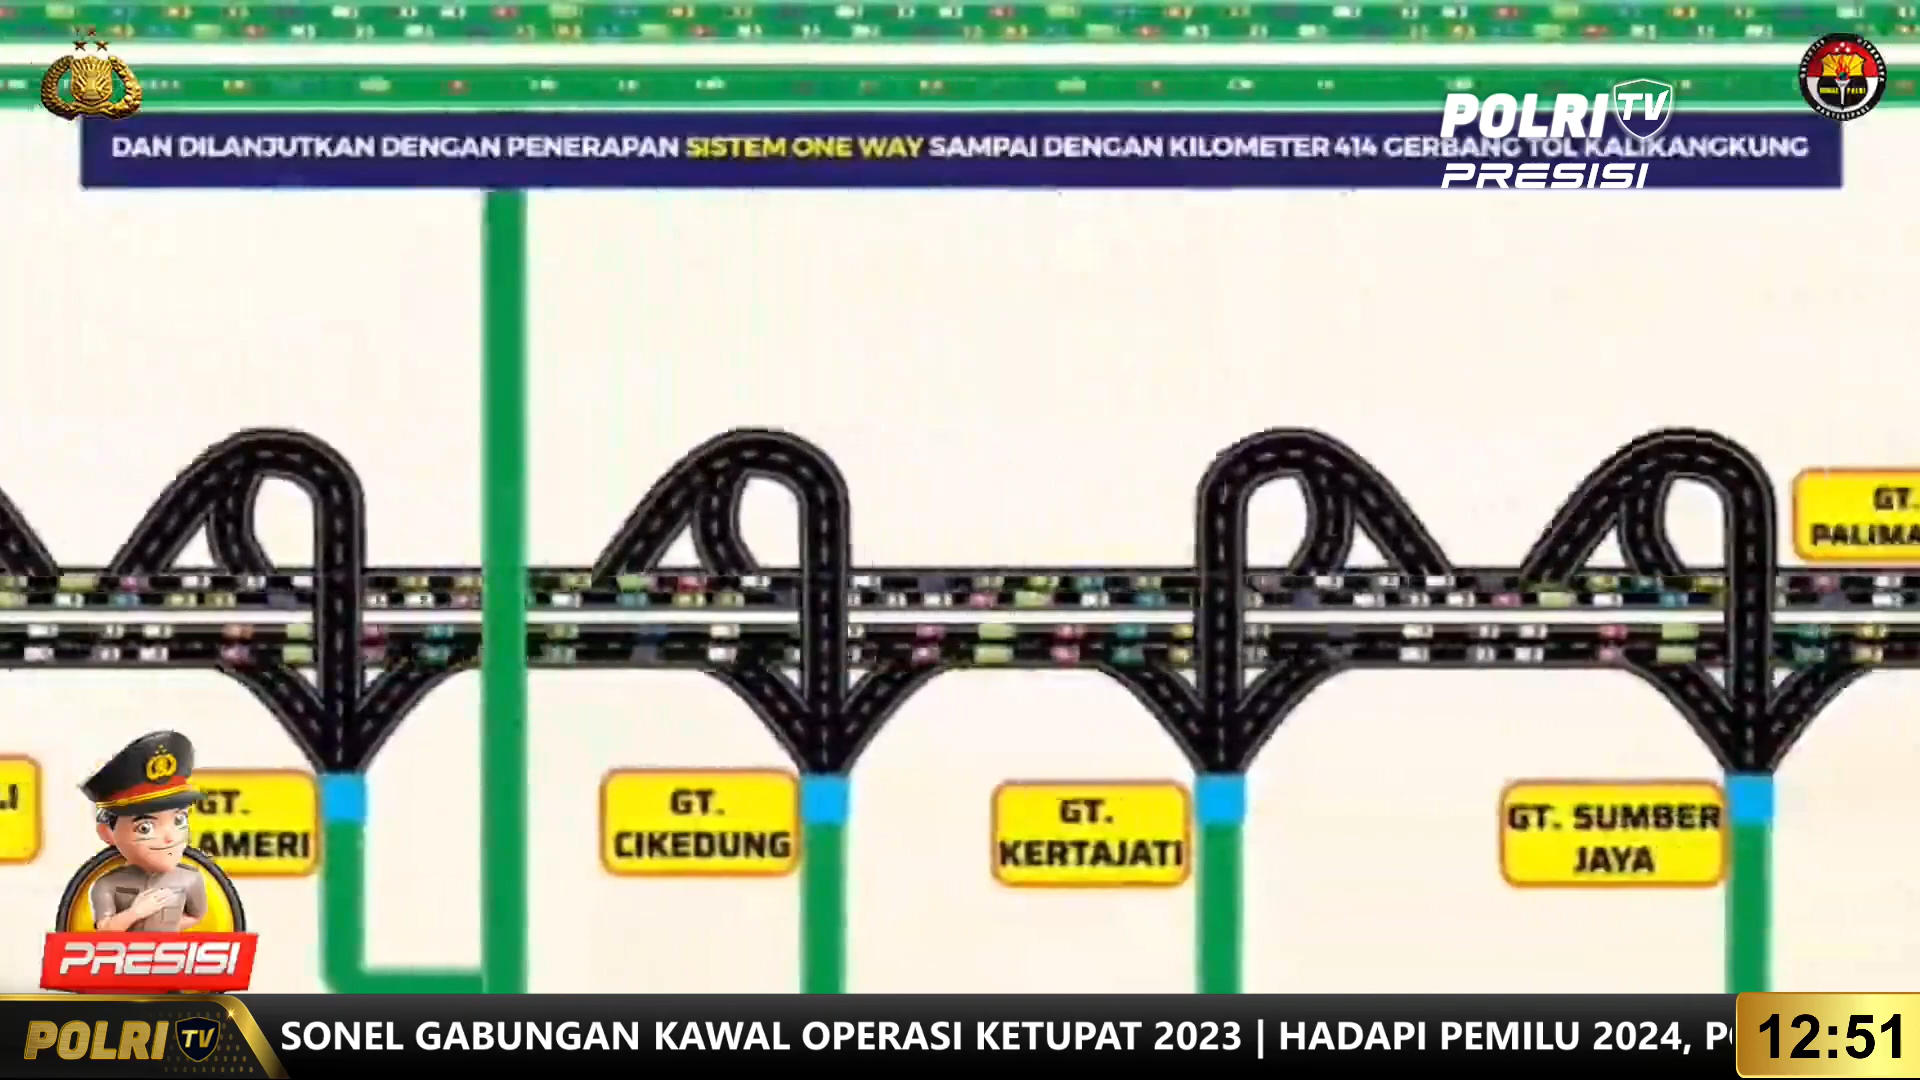 POLRI TV
DAN DILANJUTKAN DENGAN PENERAPAN SISTEM ONE WAY SAMPAI DENGAN KILOMETER 414 GERBANG TOL KALIKANGKUNG
PRESISI
GT.
GT.
AMERI
GT.
CIKEDUNG
GT.
KERTAJATI
GT. SUMBER
JAYA
PRESISI
POLRI TV
SONEL GABUNGAN KAWAL OPERASI KETUPAT 2023 | HADAPI PEMILU 2024,
12:51